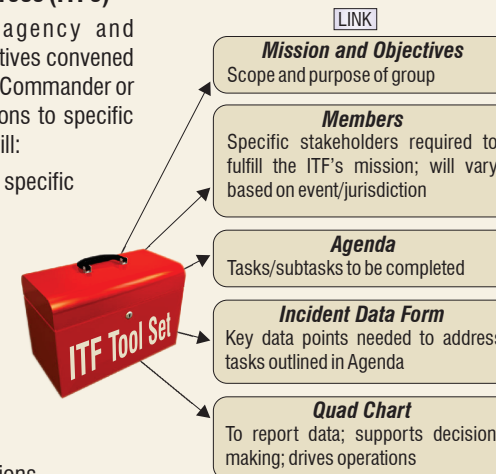 agency and
tives convened
Commander or
ons to specific
ill:
specific
ions
ITF Tool Set
LINK
Mission and Objectives
Scope and purpose of group
Members
Specific stakeholders required to
fulfill the ITF's mission; will vary
based on event/jurisdiction
Agenda
Tasks/subtasks to be completed
Incident Data Form
Key data points needed to address
tasks outlined in Agenda
Quad Chart
To report data; supports decision
making; drives operations